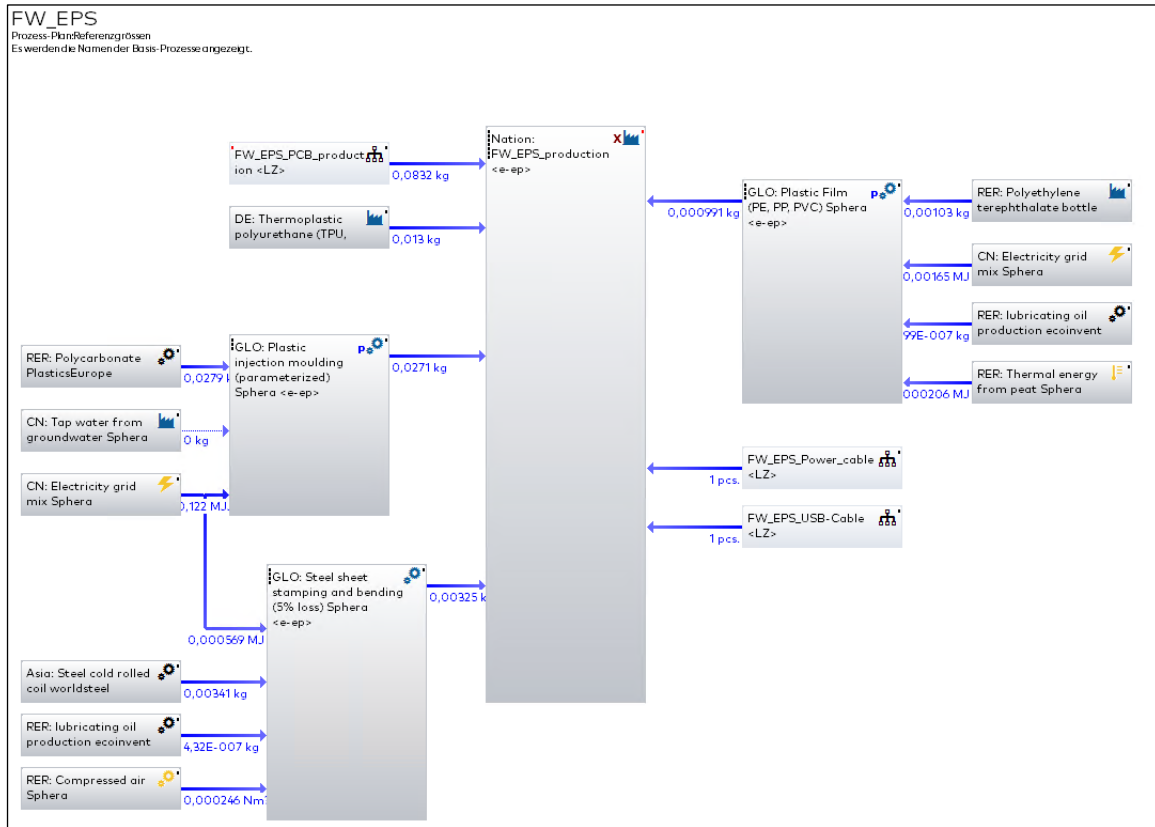 FW_EPS
Prozess-Plan:Referenzgrössen
Es werden die Namen der Basis-Prozesse angezeigt.
FW_EPS_PCB_product
ion <LZ>
0,0832 kg
DE: Thermoplastic
polyurethane (TPU,
0,013 kg
Nation:
FW_EPS_production
<e-ep>
X
GLO: Plastic Film
(PE, PP, PVC) Sphera
<e-ep>
p
0,000991 kg
RER: Polyethylene
terephthalate bottle
0,00103 kg
CN: Electricity grid
mix Sphera
0,00165 MJ
RER: lubricating oil
production ecoinvent
99E-007 kg
RER: Thermal energy
from peat Sphera
000206 MJ
RER: Polycarbonate
PlasticsEurope
0,0279
CN: Tap water from
groundwater Sphera
0 kg
CN: Electricity grid
mix Sphera
0,122 MJ
GLO: Plastic
injection moulding
(parameterized)
Sphera <e-ep>
p
0,0271 kg
FW_EPS_Power_cable
<LZ>
1 pcs.
FW_EPS_USB-Cable
<LZ>
1 pcs.
GLO: Steel sheet
stamping and bending
(5% loss) Sphera
<e-ep>
0,00325 k
0,000569 MJ
Asia: Steel cold rolled
coil worldsteel
0,00341 kg
RER: lubricating oil
production ecoinvent
4,32E-007 kg
RER: Compressed air
Sphera
0,000246 Nm